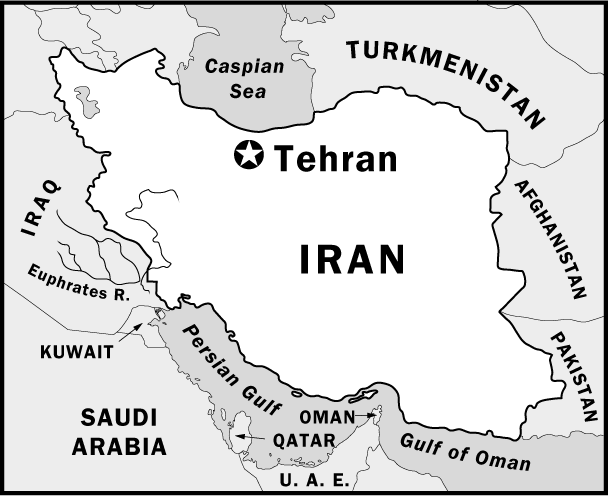 Caspian
Sea
TURKMENISTAN
Tehran
IRAQ
AFGHANISTAN
IRAN
Euphrates R.
KUWAIT
Persian Gulf
PAKISTAN
SAUDI
ARABIA
OMAN
QATAR
Gulf of Oman
U. A. E.